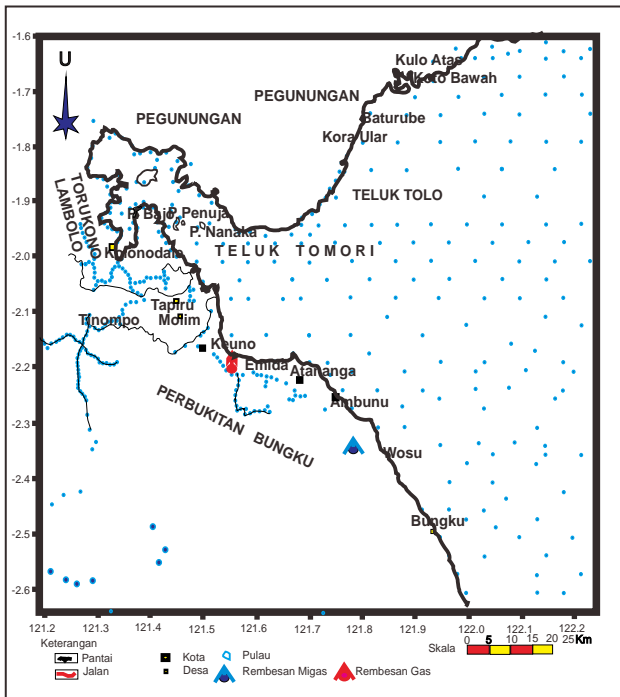 -1.6
-1.7
-1.8
-1.9
-2.0
-2.1
-2.2
-2.3
-2.4
-2.5
-2.6
U
Kulo Atas
Koro Bawah
PEGUNUNGAN
Baturube
PEGUNUNGAN
Kora Ular
TELUK TOLO
TORUKONO
LAMBOLO
P. Bajo
P. Penuja
P. Nanaka
TELUK TOMORI
Kolonodale
Tapiru
Tinompo
Molim
Keuno
Emida
Atananga
PERBUKITAN BUNGKU
Ambunu
Wosu
Bungku
121.2 121.3 121.4 121.5 121.6 121.7 121.8 121.9 122.0 122.1 122.2
Keterangan
Pantai
Kota
Pulau
Skala 0 5 10 15 20 25 Km
Jalan
Desa
Rembesan Migas
Rembesan Gas